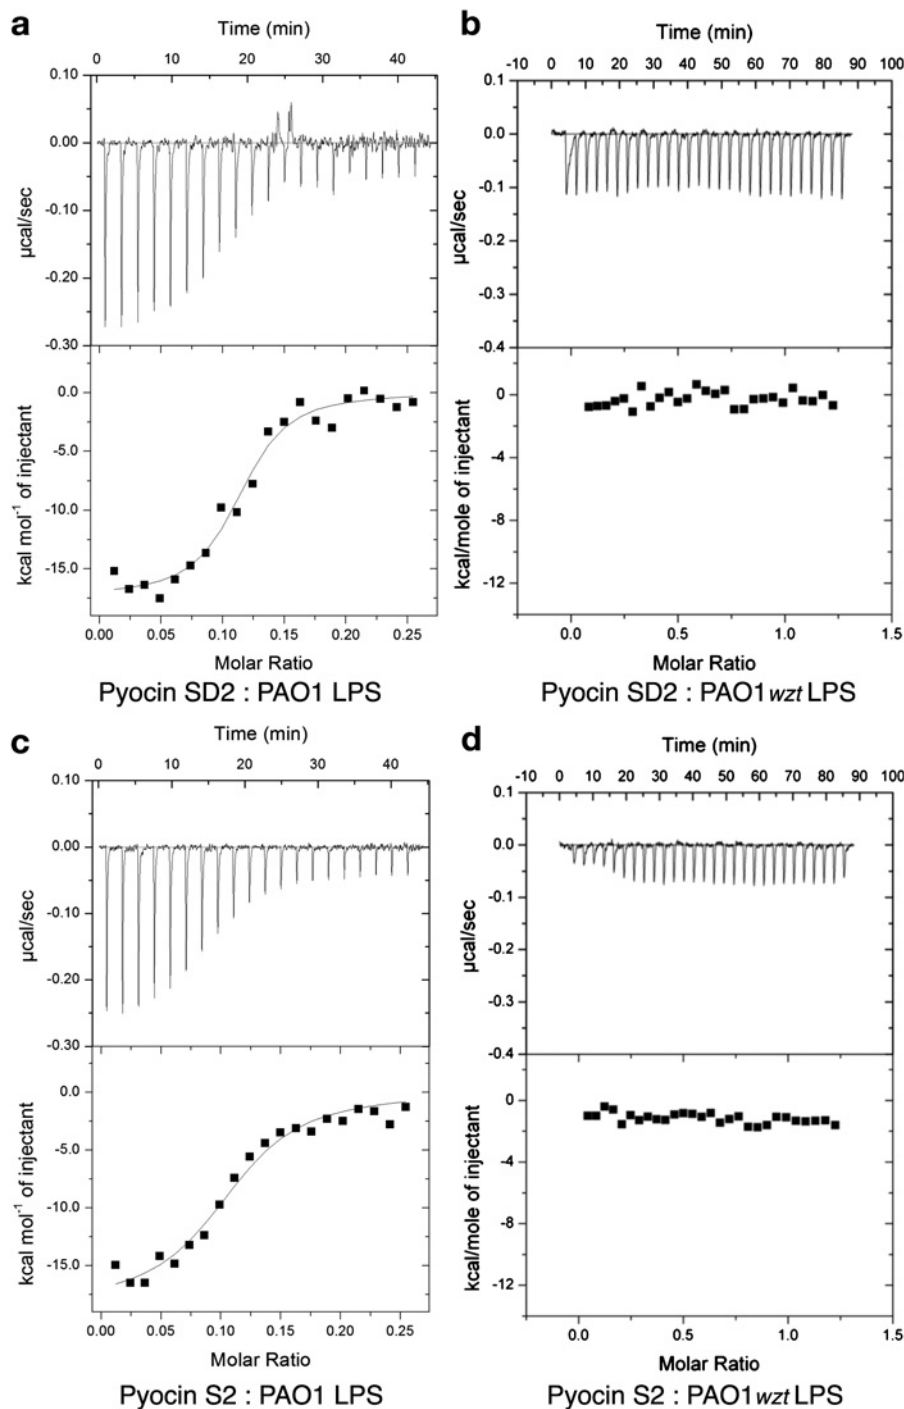 a
Time (min)
0 10 20 30 40
0.10
0.00
-0.10
-0.20
-0.30
µcal/sec
0.0
-5.0
-10.0
-15.0
kcal mol⁻¹ of injectant
0.00 0.05 0.10 0.15 0.20 0.25
Molar Ratio
Pyocin SD2 : PAO1 LPS
b
Time (min)
-10 0 10 20 30 40 50 60 70 80 90 100
0.1
0.0
-0.1
-0.2
-0.3
-0.4
µcal/sec
0
-4
-8
-12
kcal/mole of injectant
0.0 0.5 1.0 1.5
Molar Ratio
Pyocin SD2 : PAO1wzt LPS
c
Time (min)
0 10 20 30 40
0.10
0.00
-0.10
-0.20
-0.30
µcal/sec
0.0
-5.0
-10.0
-15.0
kcal mol⁻¹ of injectant
0.00 0.05 0.10 0.15 0.20 0.25
Molar Ratio
Pyocin S2 : PAO1 LPS
d
Time (min)
-10 0 10 20 30 40 50 60 70 80 90 100
0.1
0.0
-0.1
-0.2
-0.3
-0.4
µcal/sec
0
-4
-8
-12
kcal/mole of injectant
0.0 0.5 1.0 1.5
Molar Ratio
Pyocin S2 : PAO1wzt LPS